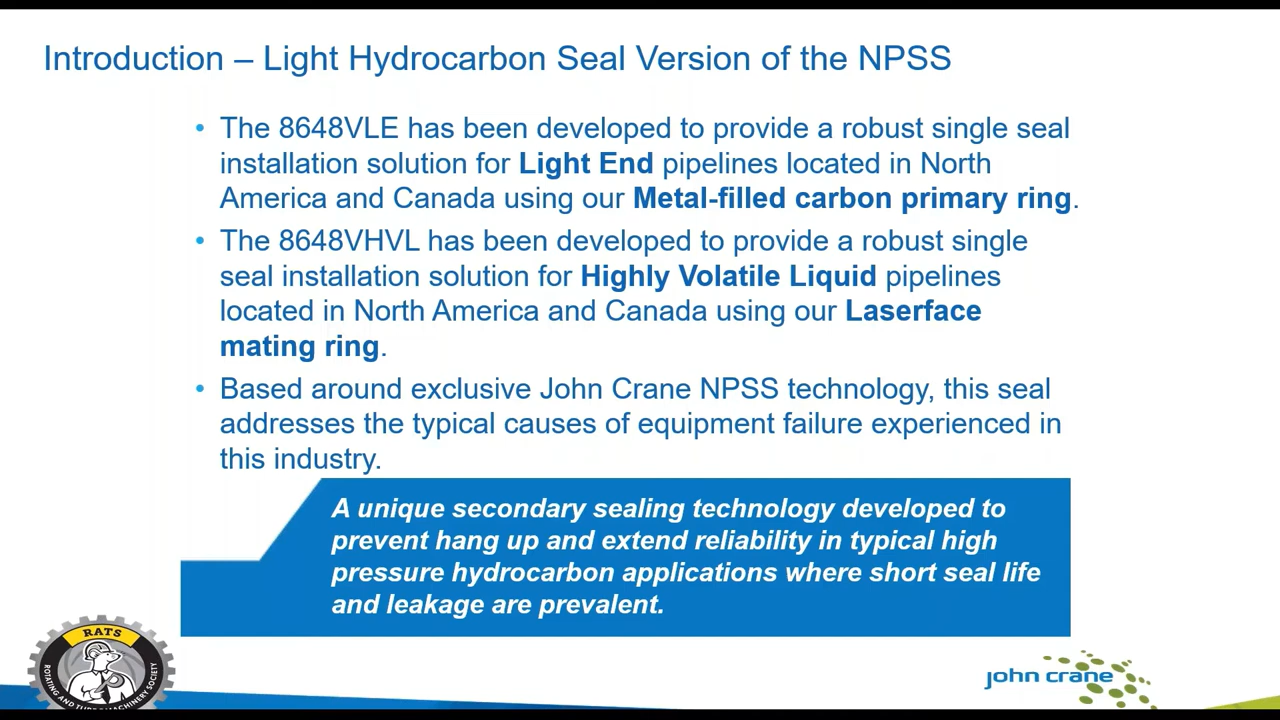 Introduction – Light Hydrocarbon Seal Version of the NPSS
• The 8648VLE has been developed to provide a robust single seal
installation solution for Light End pipelines located in North
America and Canada using our Metal-filled carbon primary ring.
• The 8648VHVL has been developed to provide a robust single
seal installation solution for Highly Volatile Liquid pipelines
located in North America and Canada using our Laserface
mating ring.
• Based around exclusive John Crane NPSS technology, this seal
addresses the typical causes of equipment failure experienced in
this industry.
A unique secondary sealing technology developed to
prevent hang up and extend reliability in typical high
pressure hydrocarbon applications where short seal life
and leakage are prevalent.
RATS
ROTATING AND TURBOMACHINERY SOCIETY
john crane